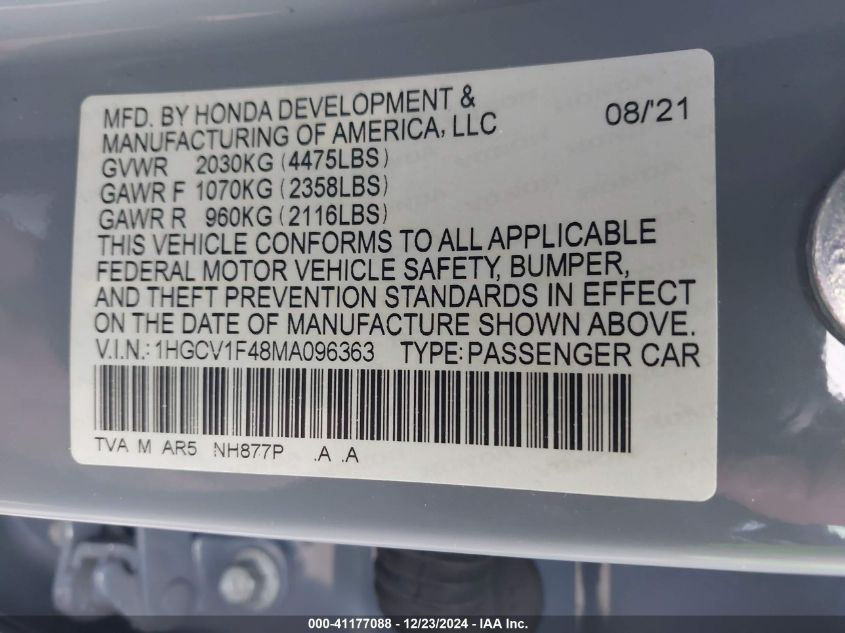 MFD. BY HONDA DEVELOPMENT & 08/'21
MANUFACTURING OF AMERICA, LLC
GVWR 2030KG (4475LBS)
GAWR F 1070KG (2358LBS)
GAWR R 960KG (2116LBS)
THIS VEHICLE CONFORMS TO ALL APPLICABLE
FEDERAL MOTOR VEHICLE SAFETY, BUMPER,
AND THEFT PREVENTION STANDARDS IN EFFECT
ON THE DATE OF MANUFACTURE SHOWN ABOVE.
V.I.N.: 1HGCV1F48MA096363 TYPE: PASSENGER CAR
TVA M AR5 NH877P .A .A
000-41177088 - 12/23/2024 - IAA Inc.